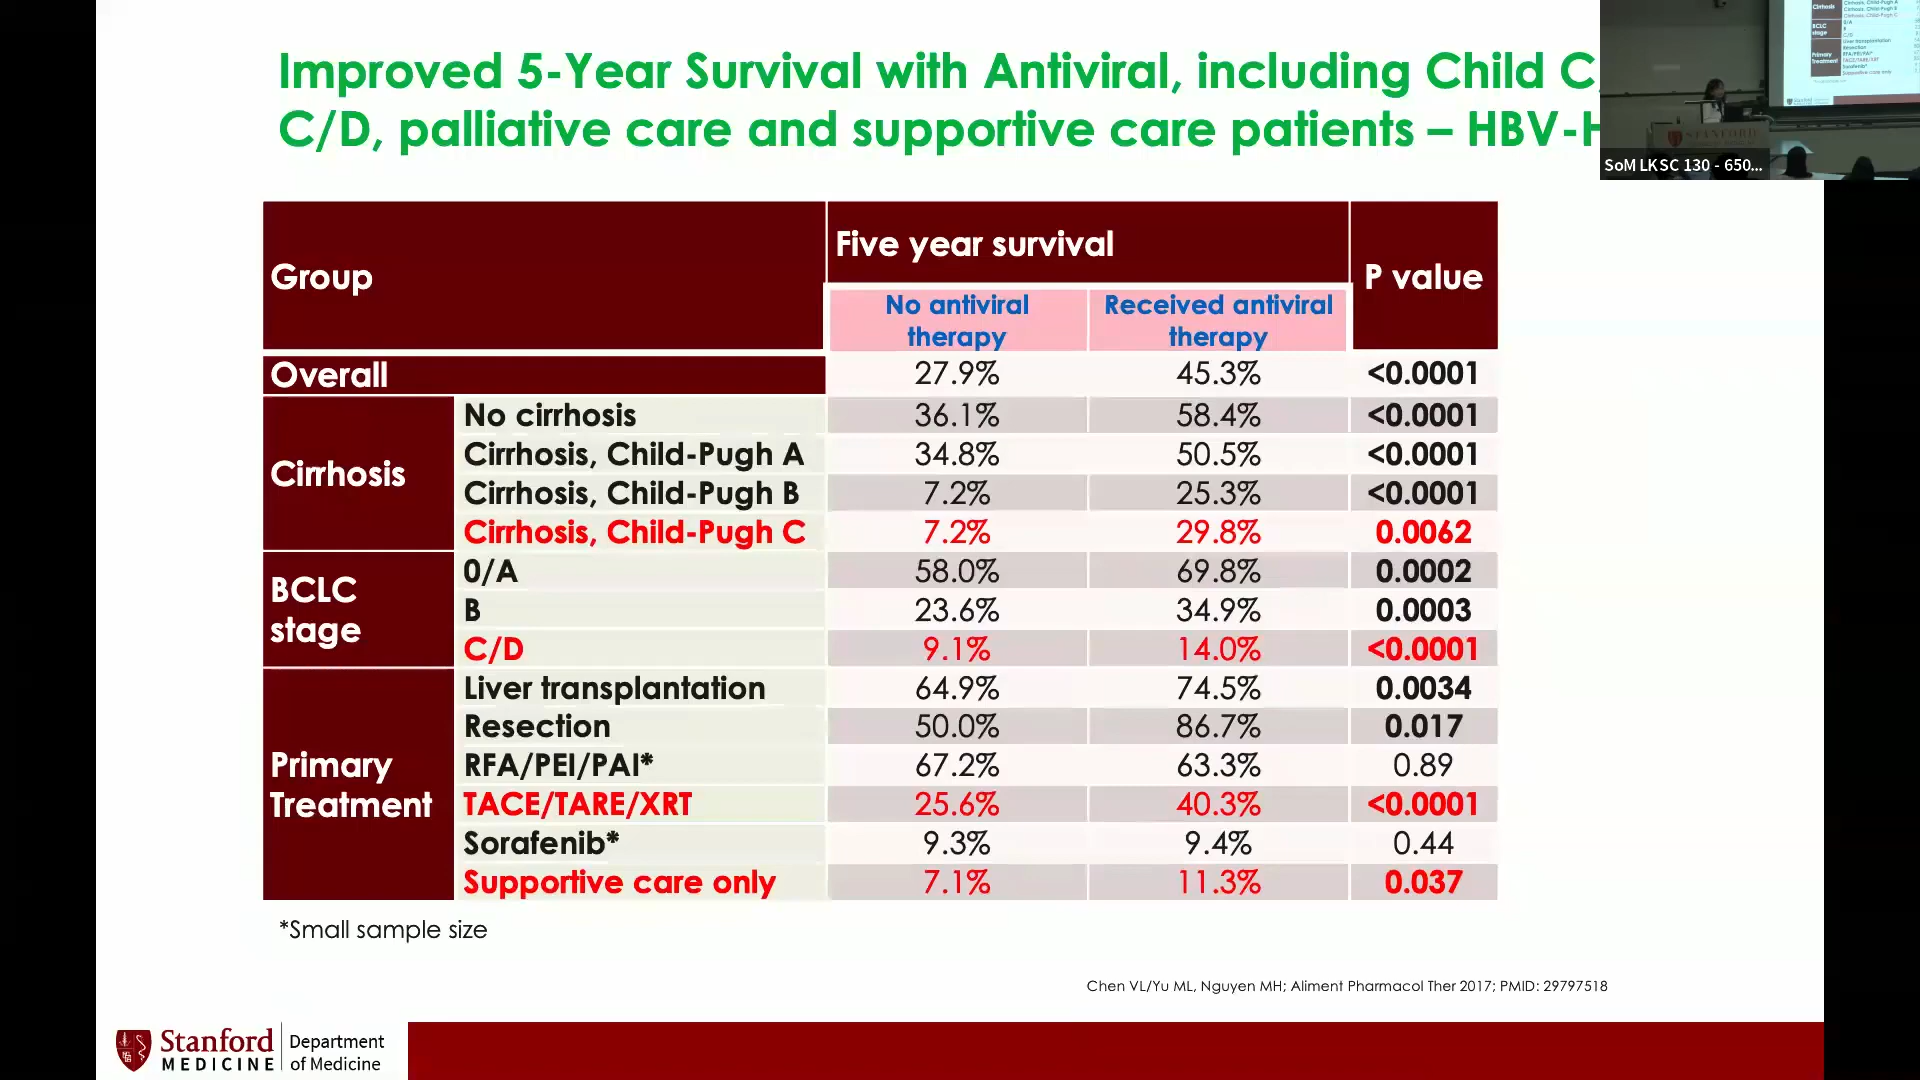 Improved 5-Year Survival with Antiviral, including Child C
C/D, palliative care and supportive care patients – HBV-H
SoM LKSC 130 - 650...
Group
Five year survival
P value
No antiviral therapy
Received antiviral therapy
Overall 27.9% 45.3% <0.0001
Cirrhosis
No cirrhosis 36.1% 58.4% <0.0001
Cirrhosis, Child-Pugh A 34.8% 50.5% <0.0001
Cirrhosis, Child-Pugh B 7.2% 25.3% <0.0001
Cirrhosis, Child-Pugh C 7.2% 29.8% 0.0062
BCLC
stage
0/A 58.0% 69.8% 0.0002
B 23.6% 34.9% 0.0003
C/D 9.1% 14.0% <0.0001
Primary
Treatment
Liver transplantation 64.9% 74.5% 0.0034
Resection 50.0% 86.7% 0.017
RFA/PEI/PAI* 67.2% 63.3% 0.89
TACE/TARE/XRT 25.6% 40.3% <0.0001
Sorafenib* 9.3% 9.4% 0.44
Supportive care only 7.1% 11.3% 0.037
*Small sample size
Chen VL/Yu ML, Nguyen MH; Aliment Pharmacol Ther 2017; PMID: 29797518
Stanford
MEDICINE
Department
of Medicine